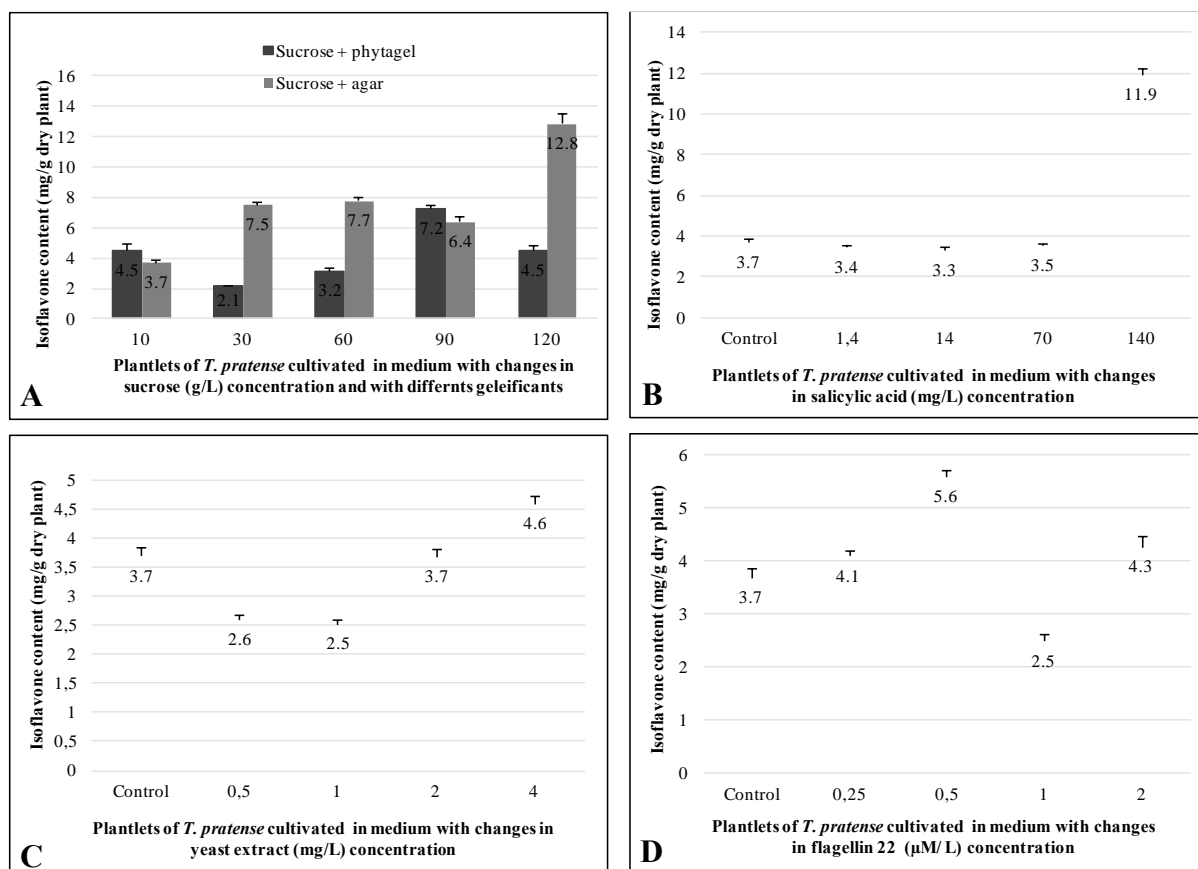 Sucrose + phytagel
Sucrose + agar
Isoflavone content (mg/g dry plant)
16
14
12
10
8
6
4
2
0
4.5
3.7
2.1
7.5
3.2
7.7
7.2
6.4
4.5
12.8
10 30 60 90 120
Plantlets of T. pratense cultivated in medium with changes in
sucrose (g/L) concentration and with differnts geleificants
A
Isoflavone content (mg/g dry plant)
14
12
10
8
6
4
2
0
3.7
3.4
3.3
3.5
11.9
Control 1,4 14 70 140
Plantlets of T. pratense cultivated in medium with changes
in salicylic acid (mg/L) concentration
B
Isoflavone content (mg/g dry plant)
5
4,5
4
3,5
3
2,5
2
1,5
1
0,5
0
3.7
2.6
2.5
3.7
4.6
Control 0,5 1 2 4
Plantlets of T. pratense cultivated in medium with changes in
yeast extract (mg/L) concentration
C
Isoflavone content (mg/g dry plant)
6
5
4
3
2
1
0
3.7
4.1
5.6
2.5
4.3
Control 0,25 0,5 1 2
Plantlets of T. pratense cultivated in medium with changes
in flagellin 22 (µM/ L) concentration
D